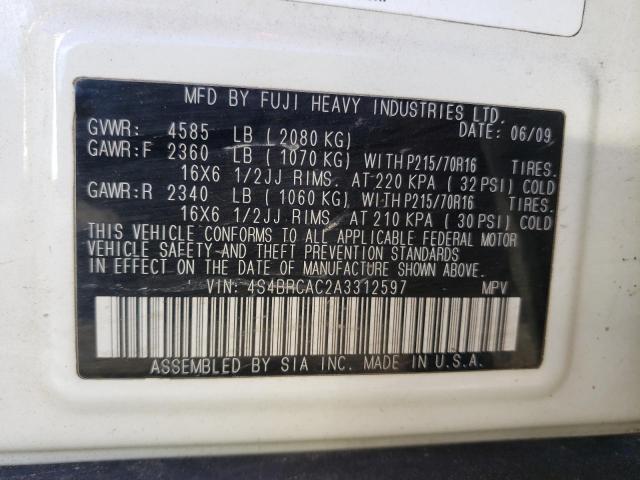 MFD BY FUJI HEAVY INDUSTRIES LTD.
GVWR: 4585 LB ( 2080 KG) DATE: 06/09
GAWR:F 2360 LB ( 1070 KG) WITH P215/70R16 TIRES.
16X6 1/2JJ RIMS. AT 220 KPA ( 32 PSI) COLD
GAWR:R 2340 LB ( 1060 KG) WITH P215/70R16 TIRES.
16X6 1/2JJ RIMS. AT 210 KPA ( 30 PSI) COLD
THIS VEHICLE CONFORMS TO ALL APPLICABLE FEDERAL MOTOR
VEHICLE SAFETY-AND THEFT PREVENTION STANDARDS
IN EFFECT ON THE DATE OF MANUFACTURE SHOWN ABOVE.
VIN: 4S4BRCAC2A3312597 MPV
ASSEMBLED BY SIA INC. MADE IN U.S.A.